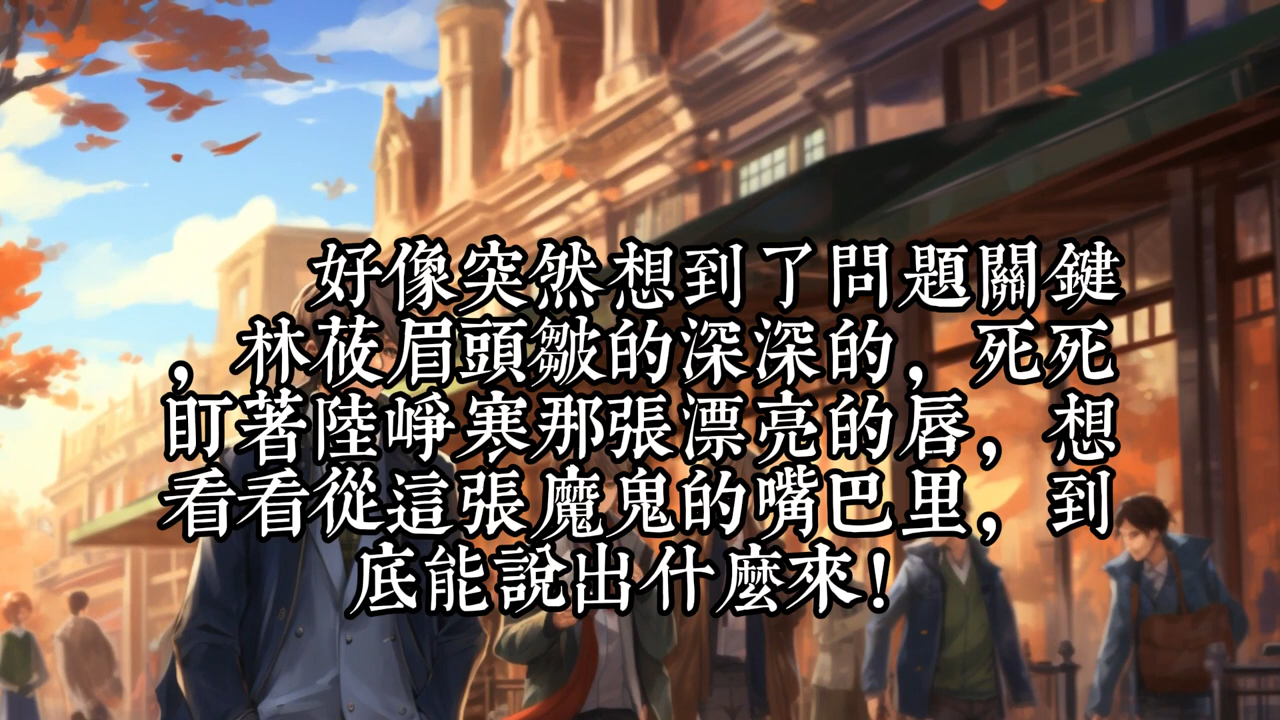 好像突然想到了問題關鍵
，林莜眉頭皺的深深的，死死
盯著陸崢寒那張漂亮的唇，想
看看從這張魔鬼的嘴巴里，到
底能說出什麼來！